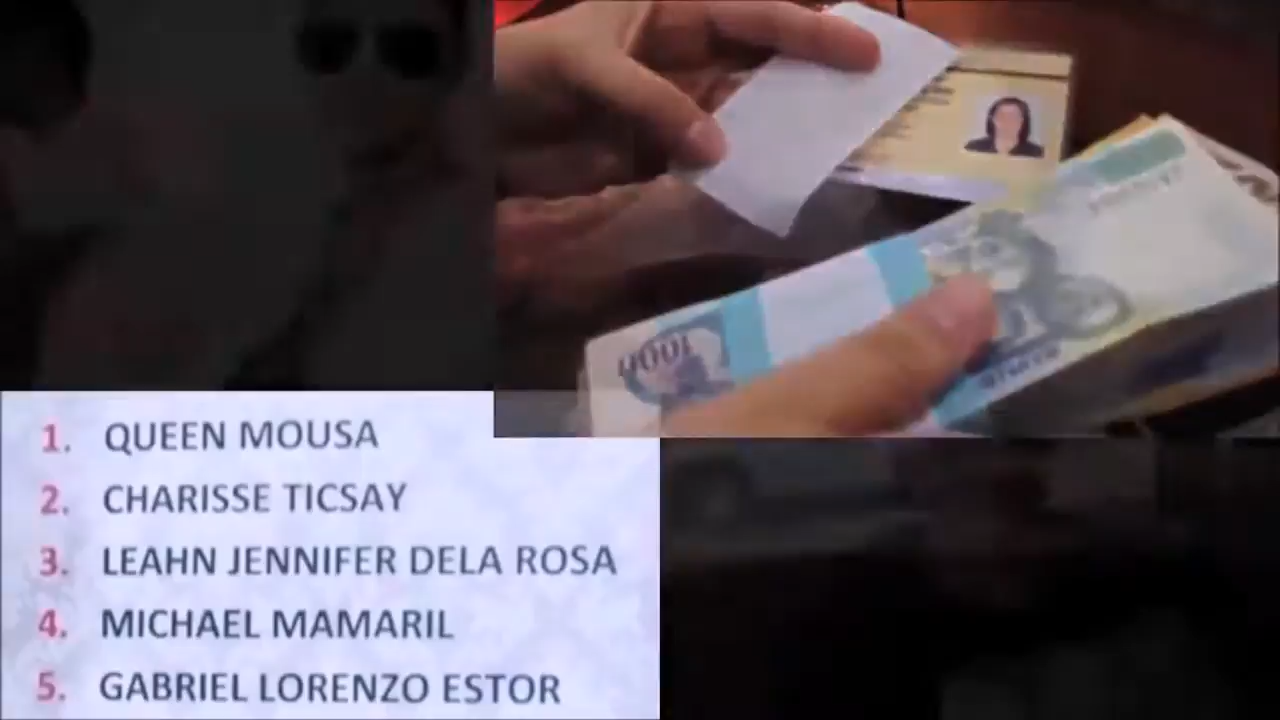 1000
1. QUEEN MOUSA
2. CHARISSE TICSAY
3. LEAHN JENNIFER DELA ROSA
4. MICHAEL MAMARIL
5. GABRIEL LORENZO ESTOR